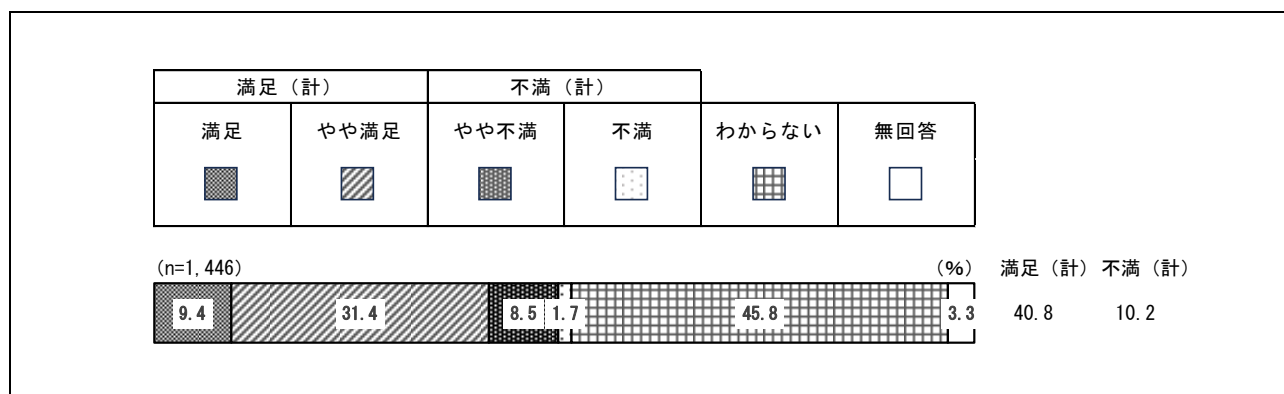 満足（計） 不満（計）
満足 やや満足 やや不満 不満 わからない 無回答
(n=1,446) (%) 満足（計） 不満（計）
9.4 31.4 8.5 1.7 45.8 3.3 40.8 10.2